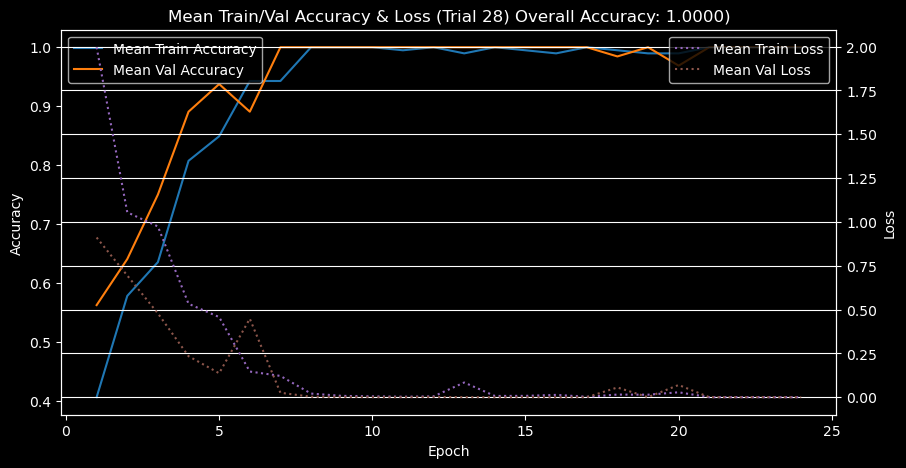 Mean Train/Val Accuracy & Loss (Trial 28) Overall Accuracy: 1.0000)
Mean Train Accuracy
Mean Val Accuracy
Mean Train Loss
Mean Val Loss
1.0
0.9
0.8
0.7
0.6
0.5
0.4
Accuracy
2.00
1.75
1.50
1.25
1.00
0.75
0.50
0.25
0.00
Loss
0
5
10
15
20
25
Epoch